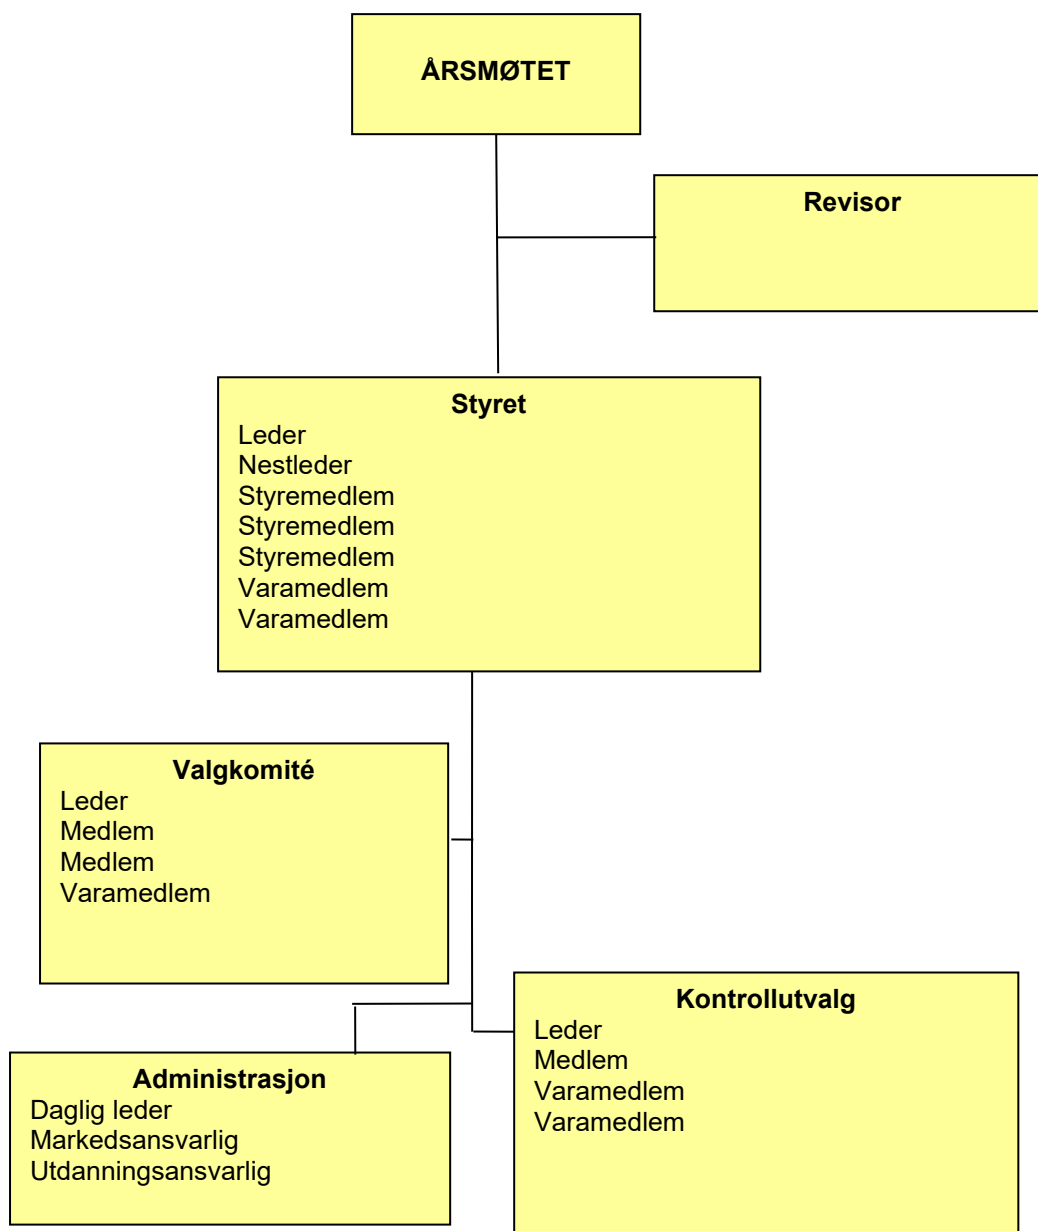 ÅRSMØTET
Revisor
Styret
Leder
Nestleder
Styremedlem
Styremedlem
Styremedlem
Varamedlem
Varamedlem
Valgkomité
Leder
Medlem
Medlem
Varamedlem
Kontrollutvalg
Leder
Medlem
Varamedlem
Varamedlem
Administrasjon
Daglig leder
Markedsansvarlig
Utdanningsansvarlig